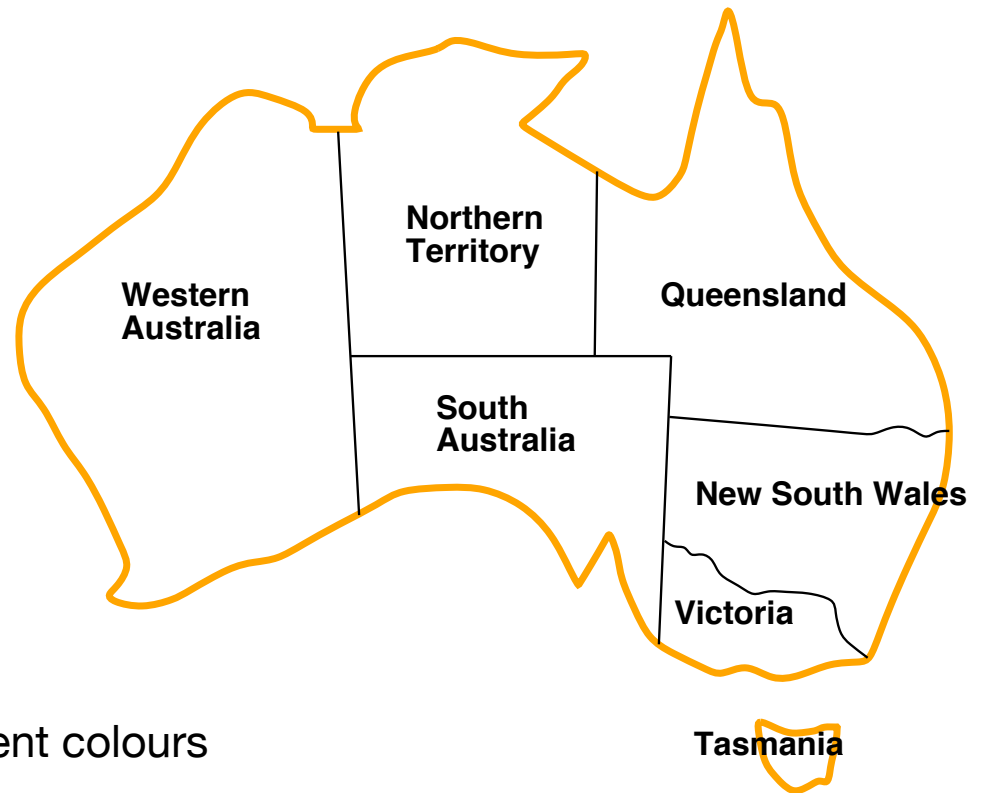 Northern
Territory
Western
Australia
Queensland
South
Australia
New South Wales
Victoria
ent colours
Tasmania